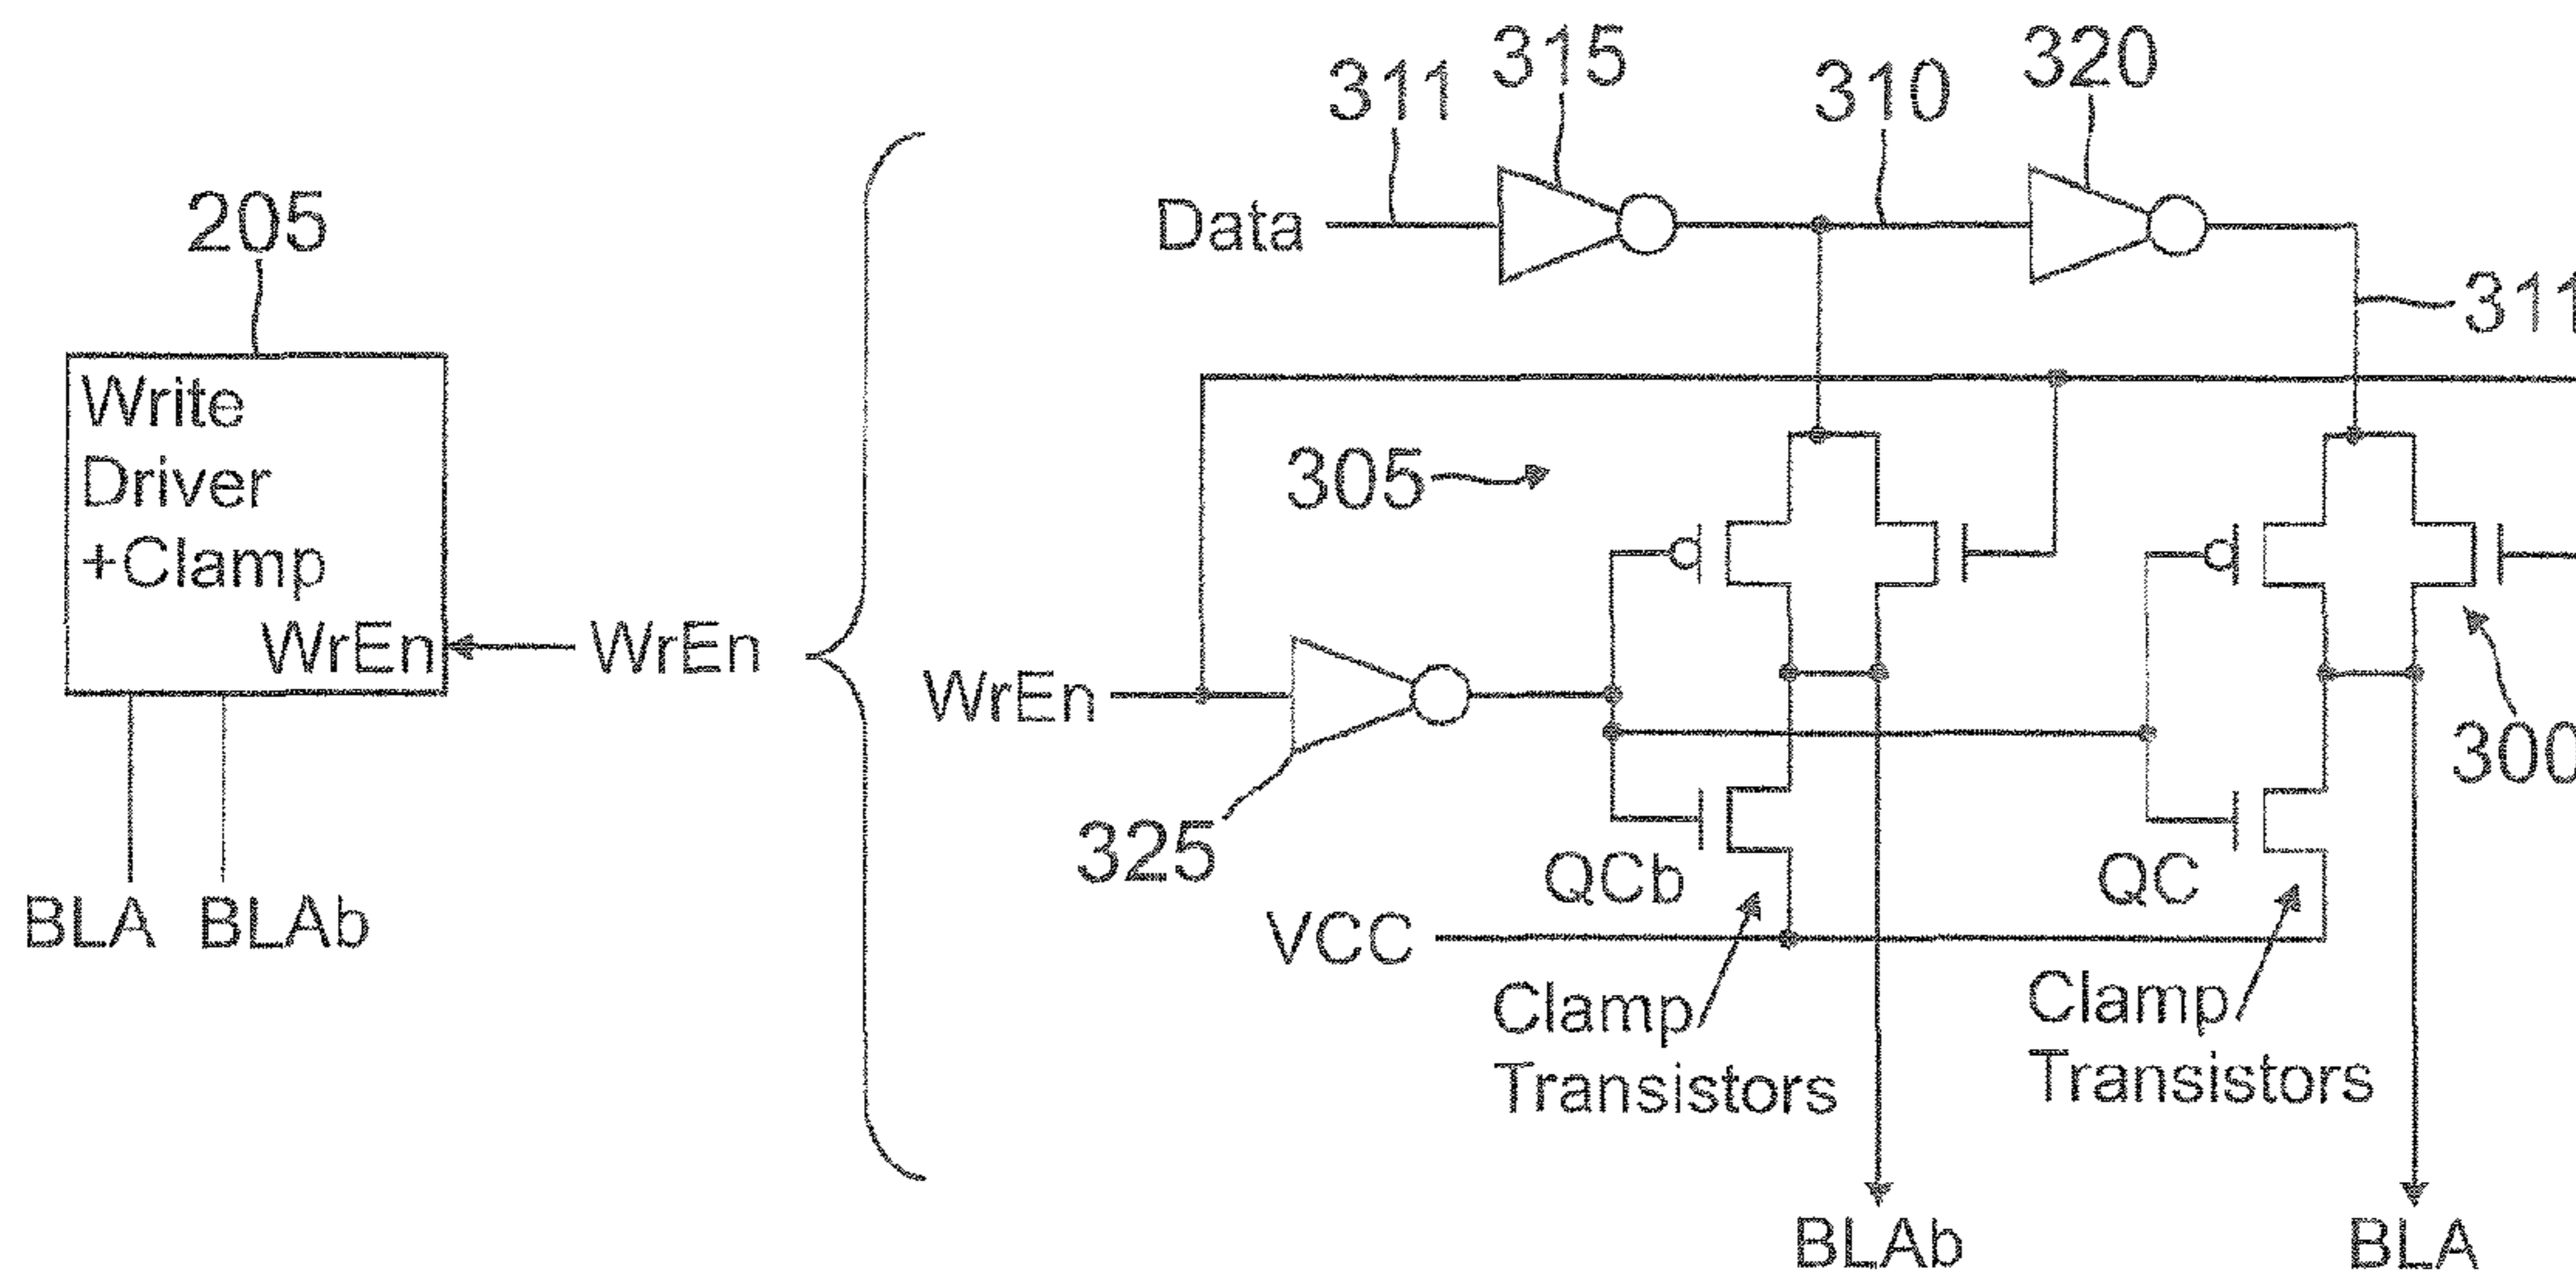 205
Write
Driver
+Clamp
WrEn
WrEn
BLA
BLAb
311
315
310
320
Data
311
305
WrEn
325
300
QCb
QC
VCC
Clamp
Transistors
Clamp
Transistors
BLAb
BLA